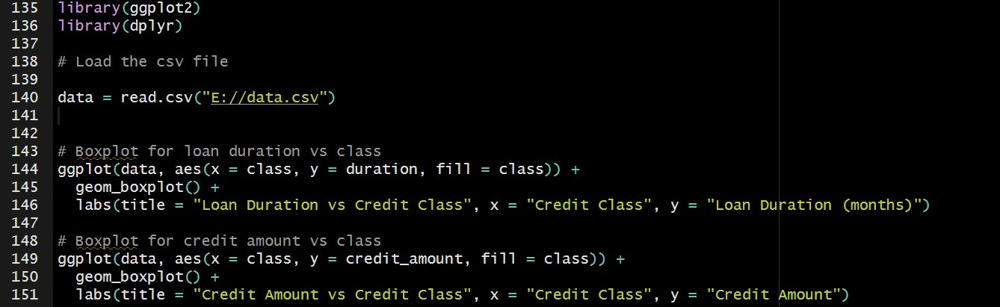 135 library(ggplot2)
136 library(dplyr)
137
138 # Load the csv file
139
140 data = read.csv("E://data.csv")
141
142
143 # Boxplot for loan duration vs class
144 ggplot(data, aes(x = class, y = duration, fill = class)) +
145   geom_boxplot() +
146   labs(title = "Loan Duration vs Credit Class", x = "Credit Class", y = "Loan Duration (months)")
147
148 # Boxplot for credit amount vs class
149 ggplot(data, aes(x = class, y = credit_amount, fill = class)) +
150   geom_boxplot() +
151   labs(title = "Credit Amount vs Credit Class", x = "Credit Class", y = "Credit Amount")